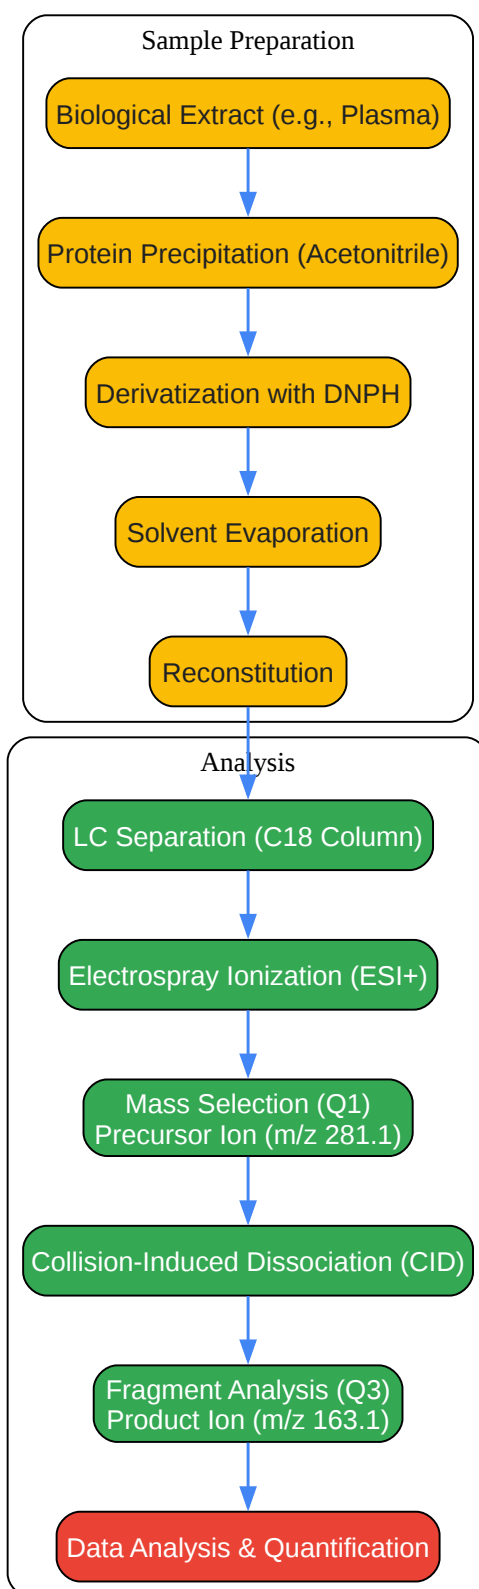 Sample Preparation
Biological Extract (e.g., Plasma)
Protein Precipitation (Acetonitrile)
Derivatization with DNPH
Solvent Evaporation
Reconstitution
Analysis
LC Separation (C18 Column)
Electrospray Ionization (ESI+)
Mass Selection (Q1)
Precursor Ion (m/z 281.1)
Collision-Induced Dissociation (CID)
Fragment Analysis (Q3)
Product Ion (m/z 163.1)
Data Analysis & Quantification